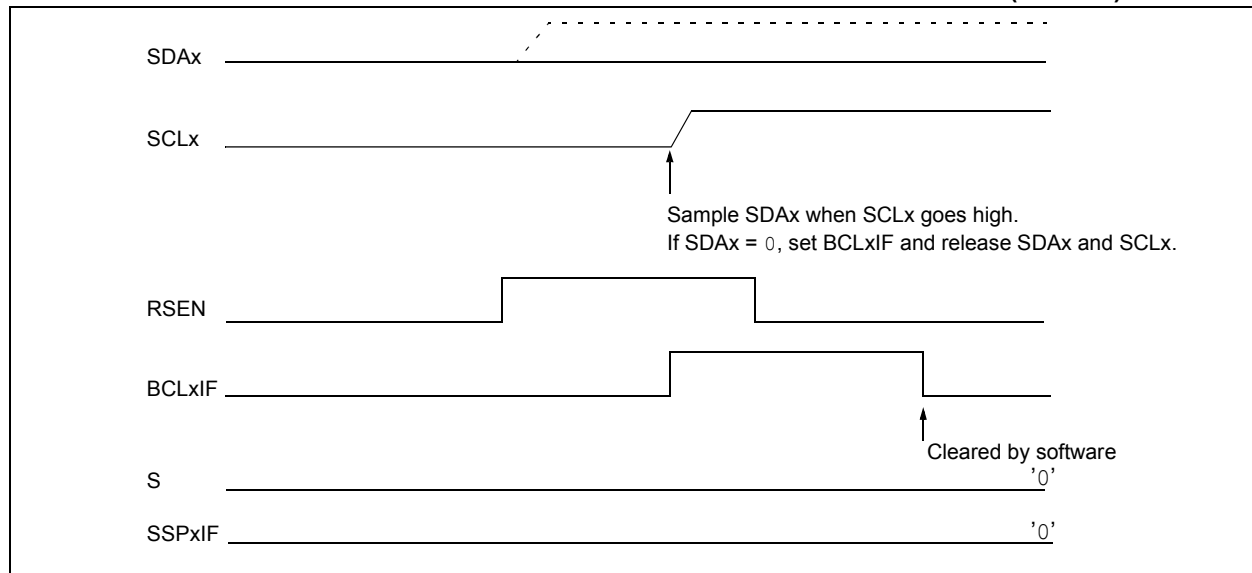 SDAx
SCLx
Sample SDAx when SCLx goes high.
If SDAx = 0, set BCLxIF and release SDAx and SCLx.
RSEN
BCLxIF
Cleared by software
S
'0'
SSPxIF
'0'